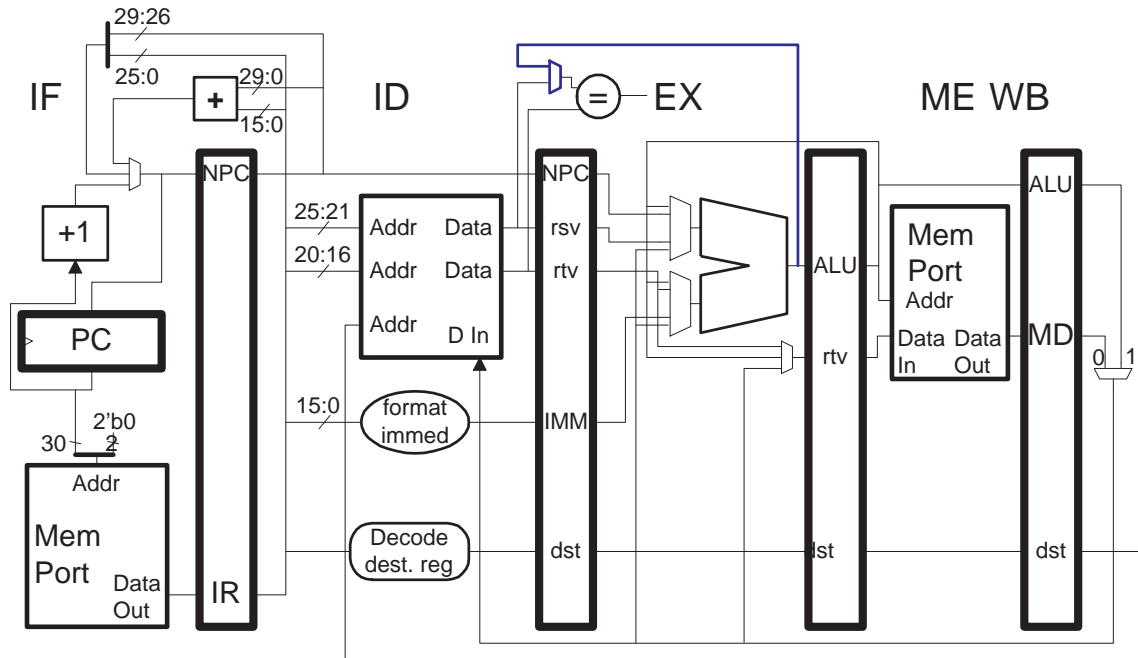 29:26
25:0
29:0
+
15:0
IF
ID
=
EX
ME WB
NPC
NPC
ALU
+1
25:21
Addr
Data
rsv
20:16
Addr
Data
rtv
ALU
Mem
Port
Addr
PC
Addr
D In
rtv
Data
In
Data
Out
MD
0
1
2'b0
30
2
15:0
format
immed
IMM
Addr
Mem
Port
Data
Out
IR
Decode
dest. reg
dst
dst
dst